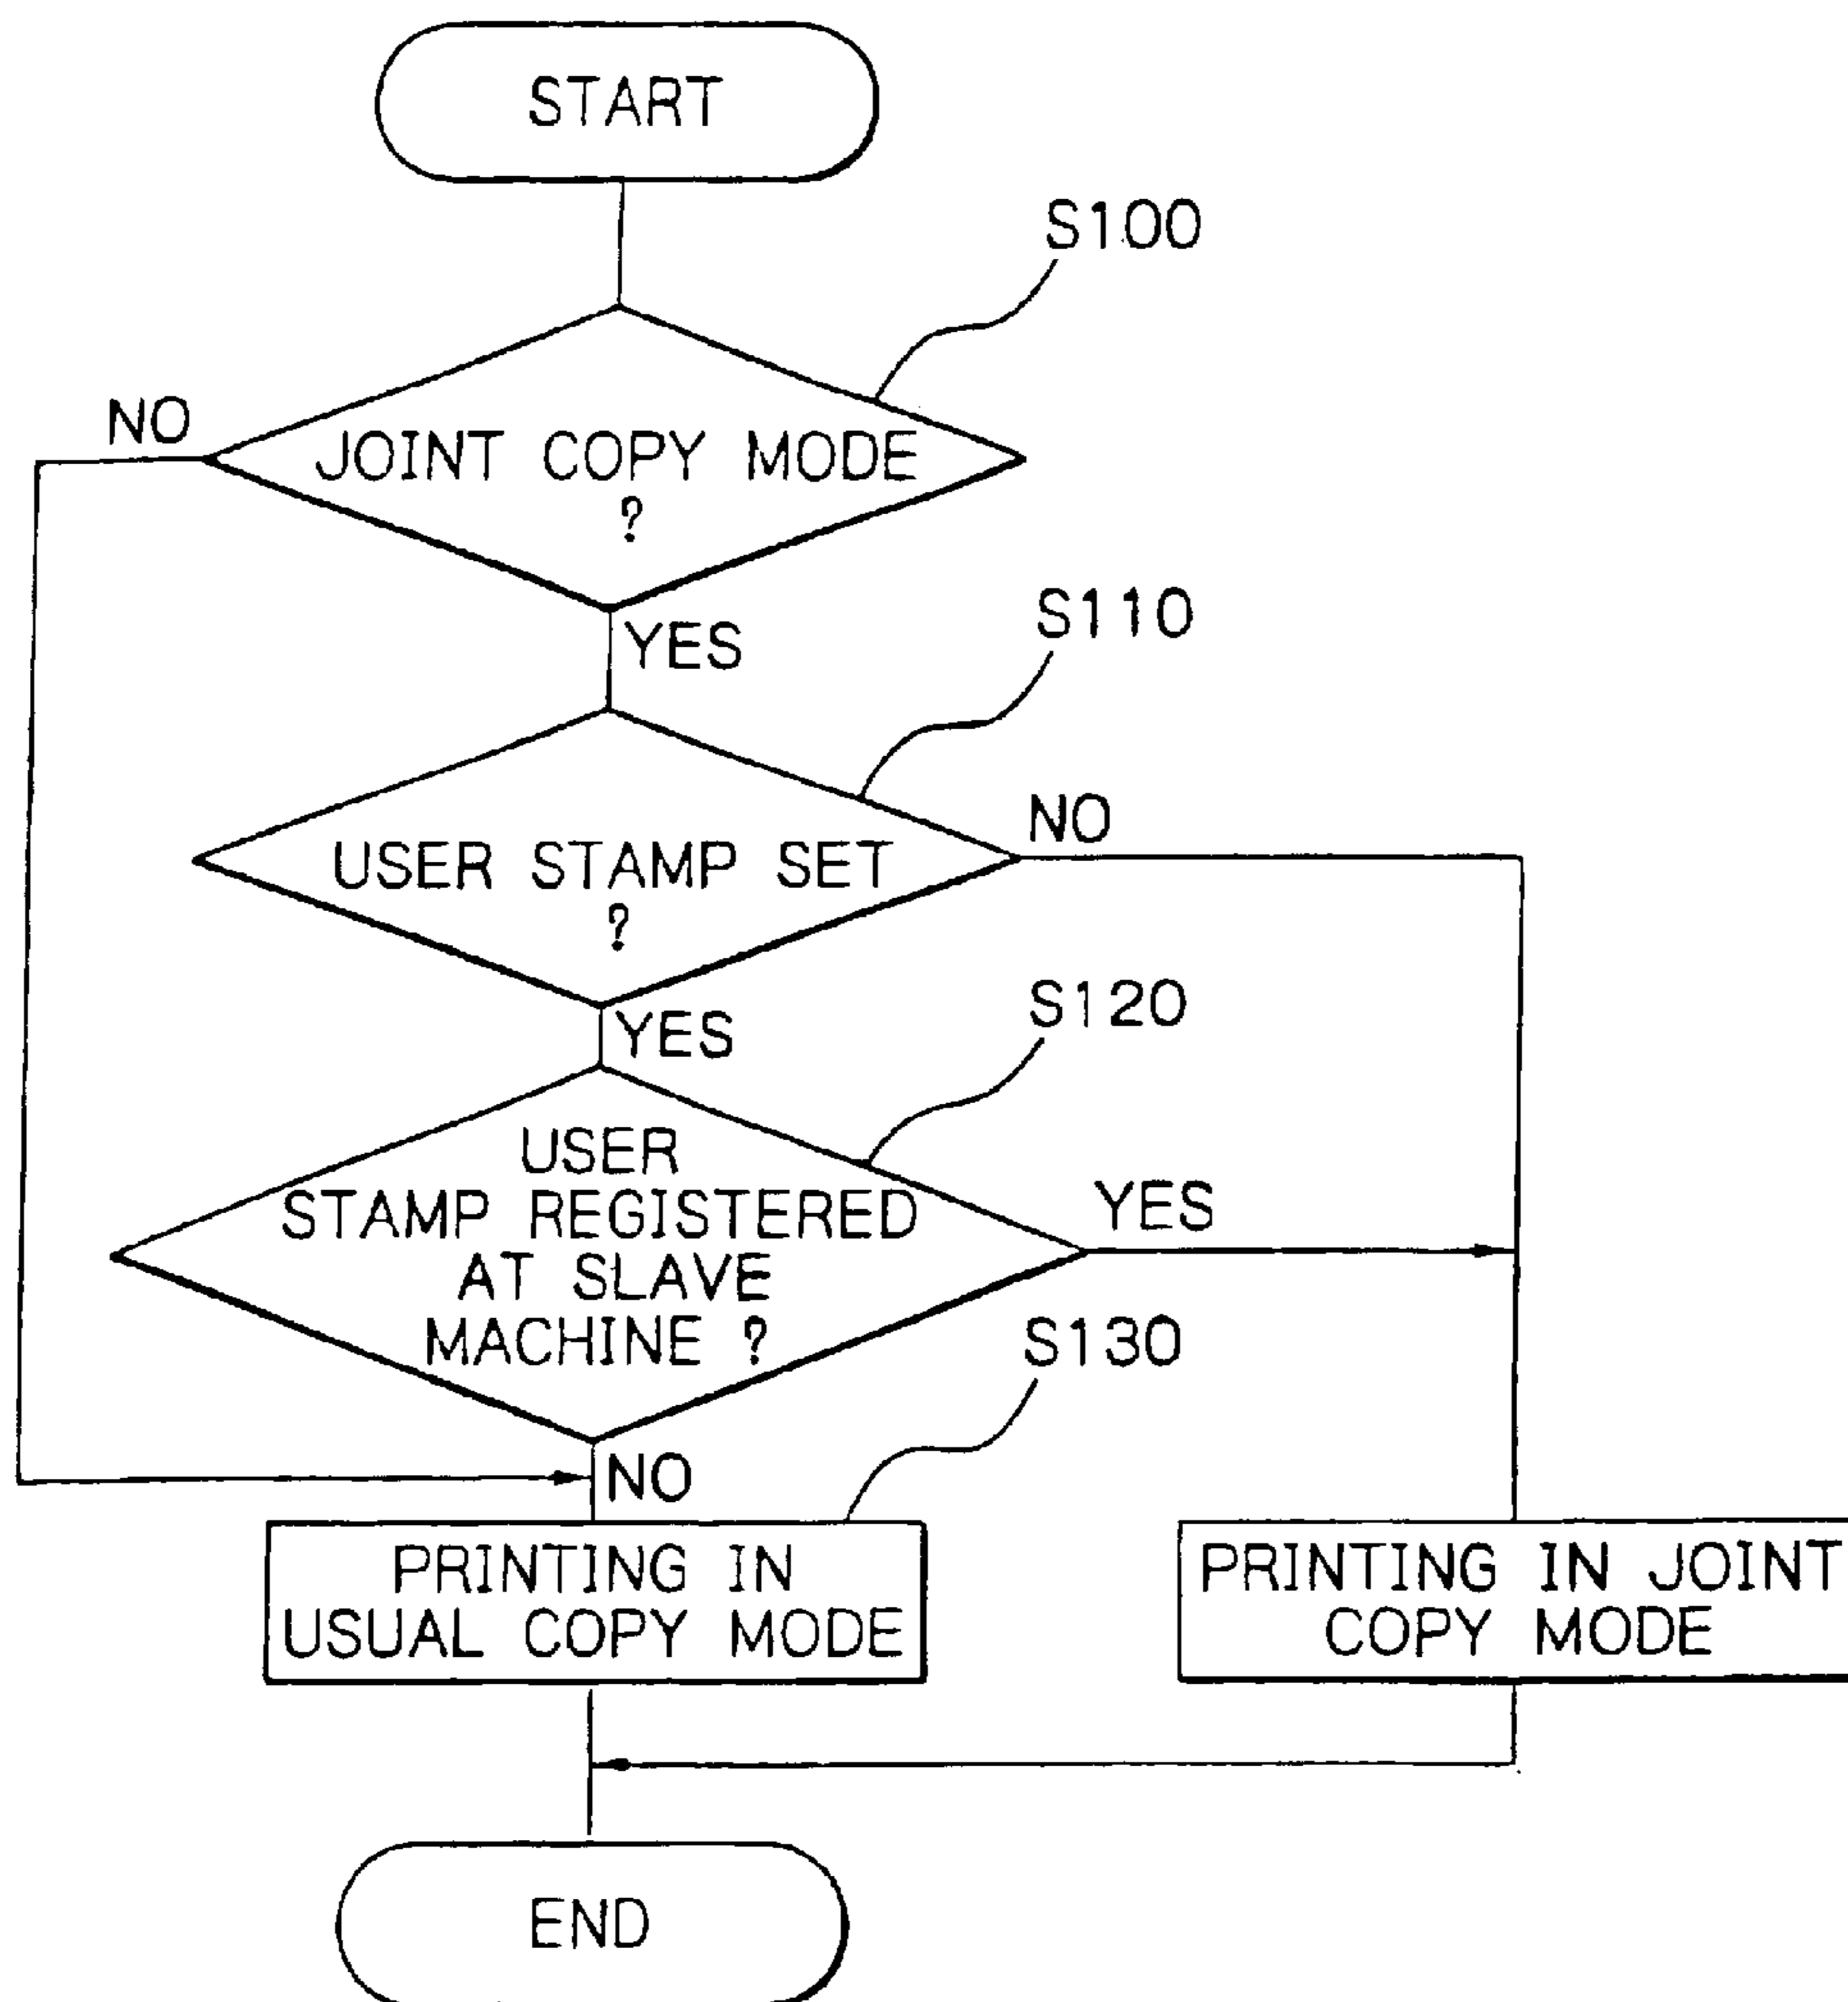 START
S100
NO
JOINT COPY MODE
?
YES
S110
NO
USER STAMP SET
?
YES
S120
USER
STAMP REGISTERED
AT SLAVE
MACHINE ?
YES
S130
NO
PRINTING IN
USUAL COPY MODE
PRINTING IN JOINT
COPY MODE
END